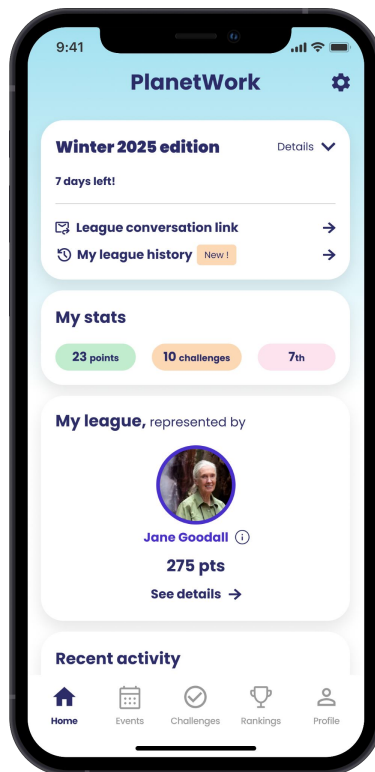 9:41
PlanetWork
Winter 2025 edition Details
7 days left!
League conversation link
My league history New !
My stats
23 points 10 challenges 7th
My league, represented by
Jane Goodall
275 pts
See details
Recent activity
Home Events Challenges Rankings Profile